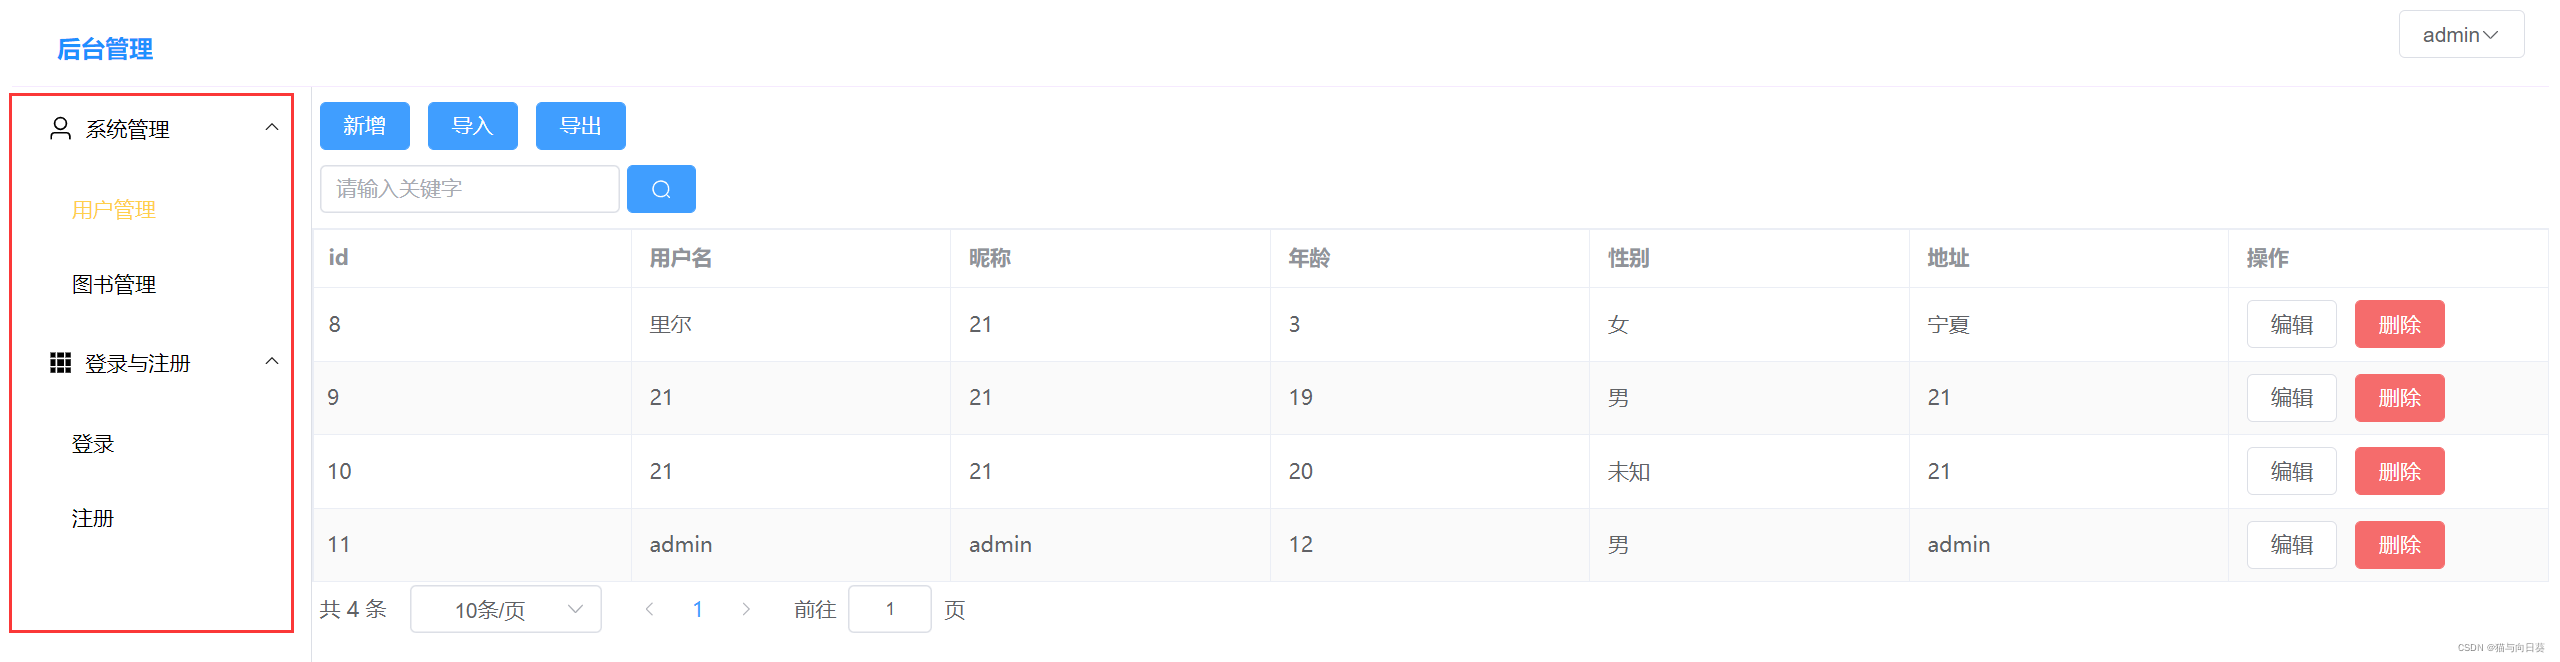 后台管理
admin
系统管理
用户管理
图书管理
登录与注册
登录
注册
新增 导入 导出
请输入关键字
id 用户名 昵称 年龄 性别 地址 操作
8 里尔 21 3 女 宁夏 编辑 删除
9 21 21 19 男 21 编辑 删除
10 21 21 20 未知 21 编辑 删除
11 admin admin 12 男 admin 编辑 删除
共 4 条 10条/页 1 前往 1 页
CSDN @猫与向日葵